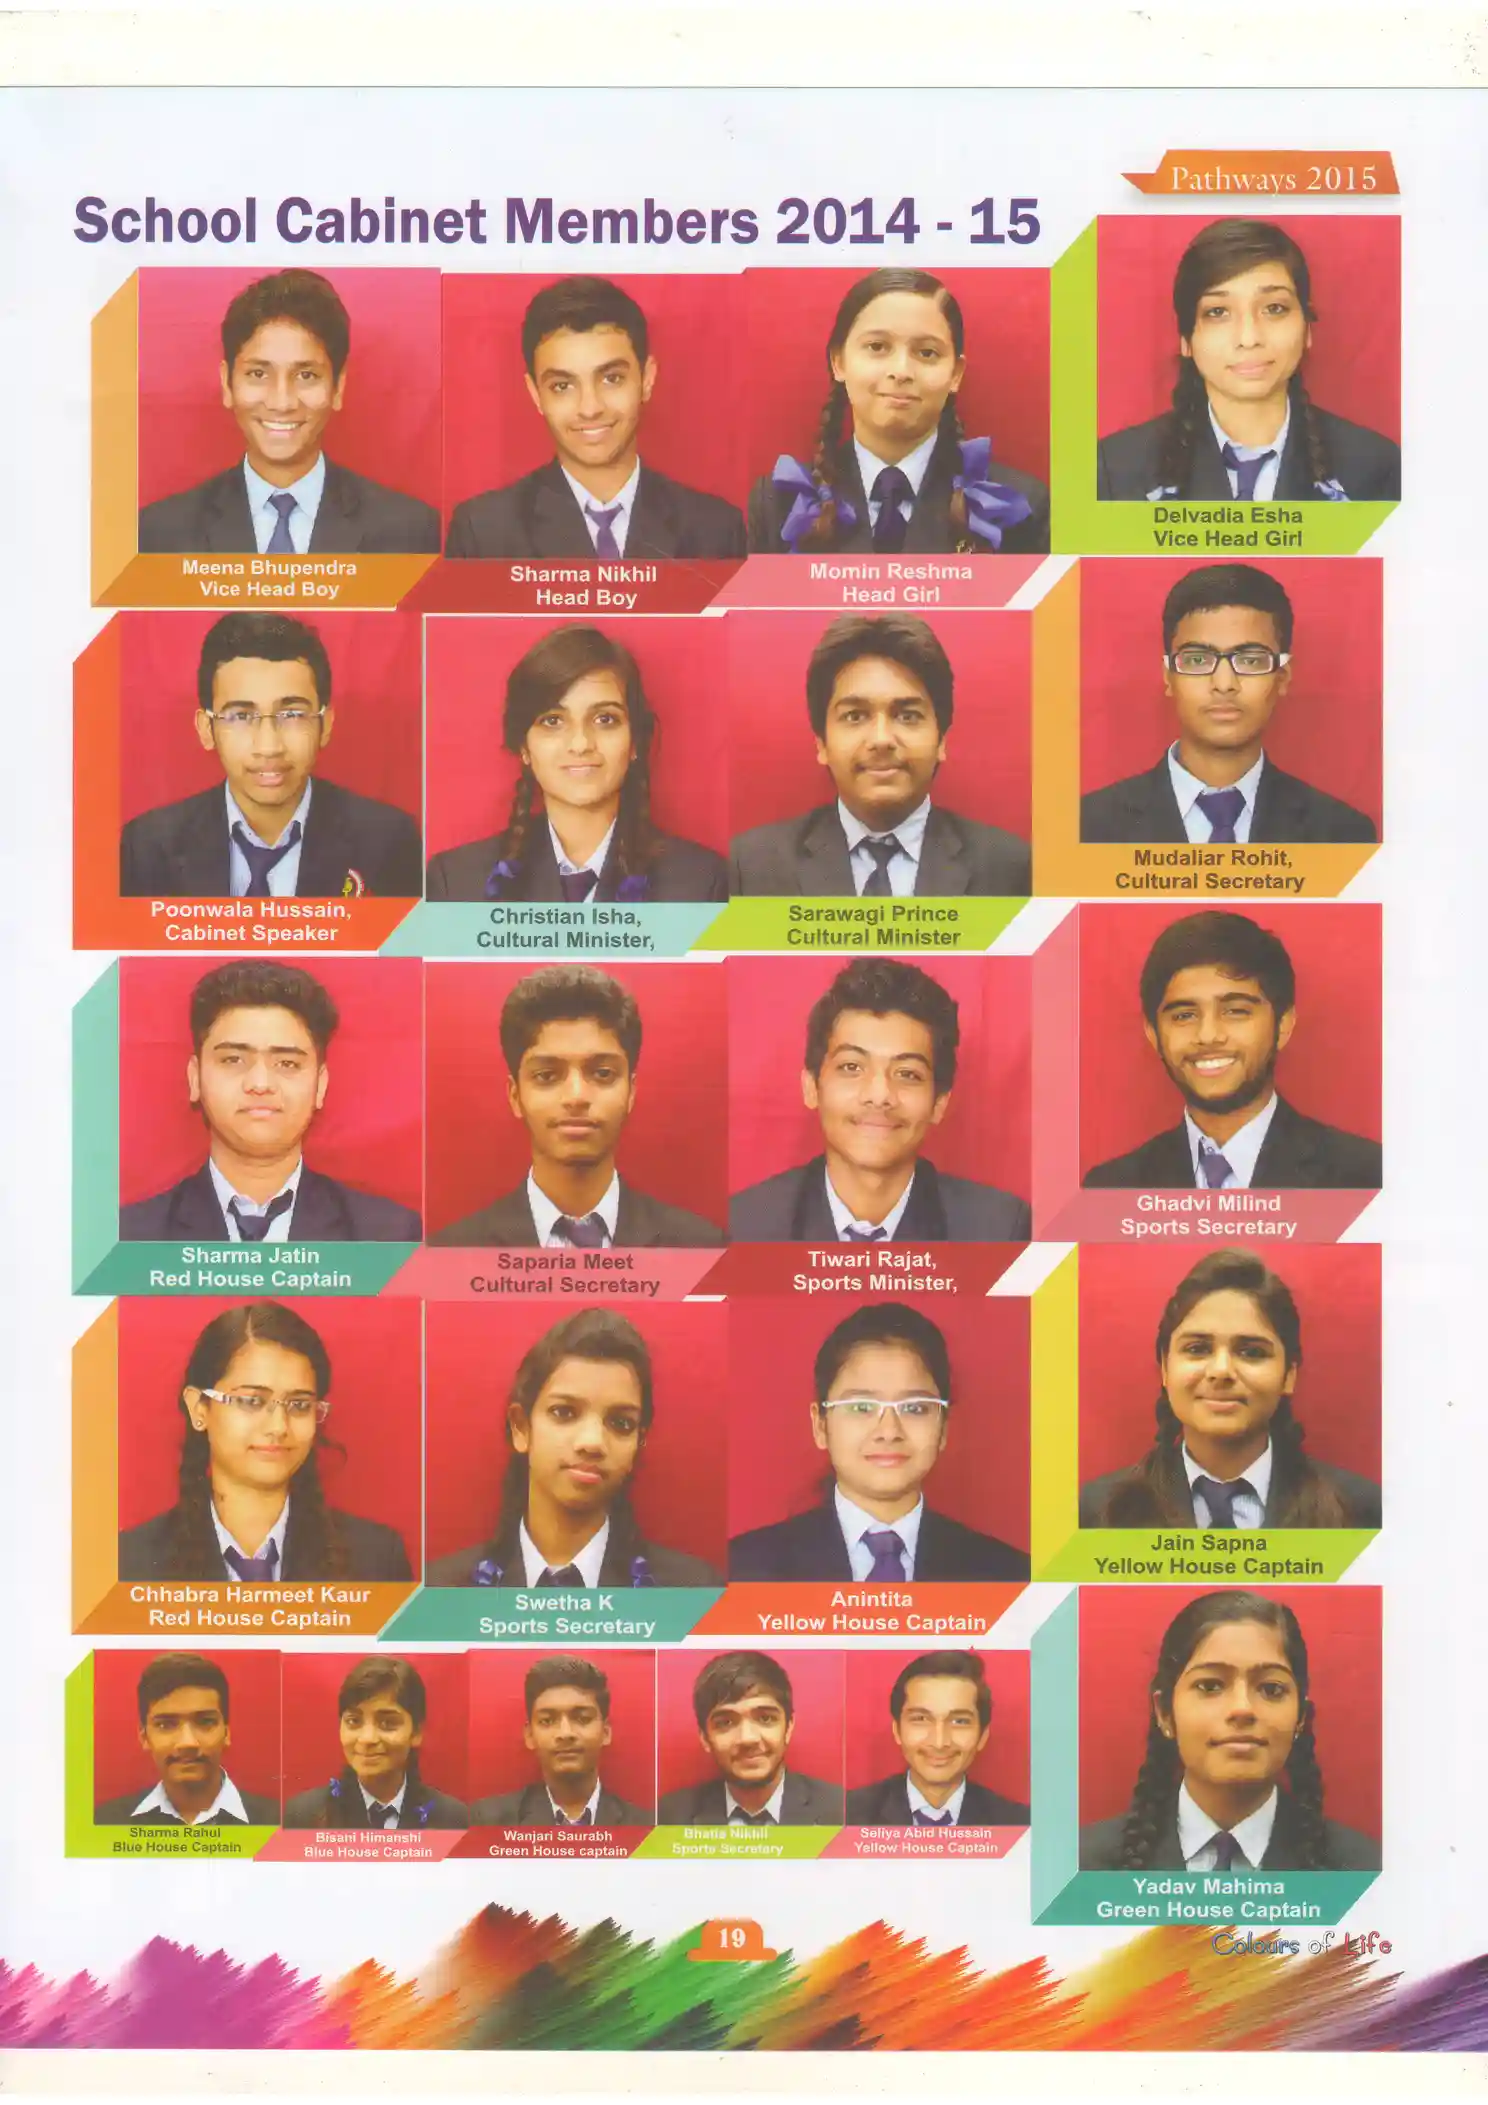 Pathways 2015
School Cabinet Members 2014 - 15
Meena Bhupendra
Vice Head Boy
Sharma Nikhil
Head Boy
Momin Reshma
Head Girl
Delvadia Esha
Vice Head Girl
Poonwala Hussain,
Cabinet Speaker
Christian Isha,
Cultural Minister,
Sarawagi Prince
Cultural Minister
Mudaliar Rohit,
Cultural Secretary
Sharma Jatin
Red House Captain
Saparia Meet
Cultural Secretary
Tiwari Rajat,
Sports Minister,
Ghadvi Milind
Sports Secretary
Chhabra Harmeet Kaur
Red House Captain
Swetha K
Sports Secretary
Anintita
Yellow House Captain
Jain Sapna
Yellow House Captain
Sharma Rahul
Blue House Captain
Bisani Himanshi
Blue House Captain
Wanjari Saurabh
Green House captain
Bhatia Nikhil
Sports Secretary
Seliya Abid Hussain
Yellow House Captain
Yadav Mahima
Green House Captain
19
Colours of Life